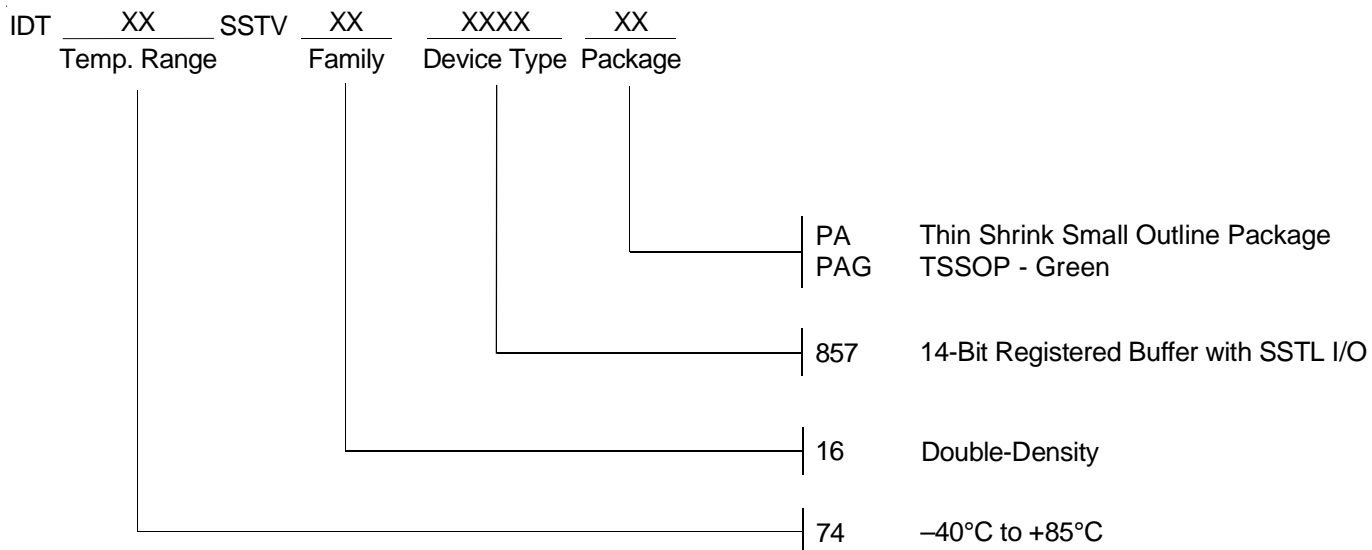 IDT XX SSTV XX XXXX XX
Temp. Range Family Device Type Package
PA Thin Shrink Small Outline Package
PAG TSSOP - Green
857 14-Bit Registered Buffer with SSTL I/O
16 Double-Density
74 –40°C to +85°C